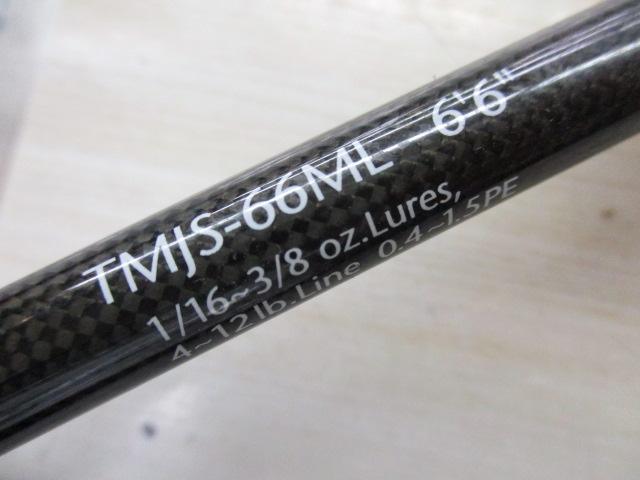 TMJS-66ML 6'6"
1/16~3/8 oz.Lures,
4~12lb.Line 0.4~1.5PE